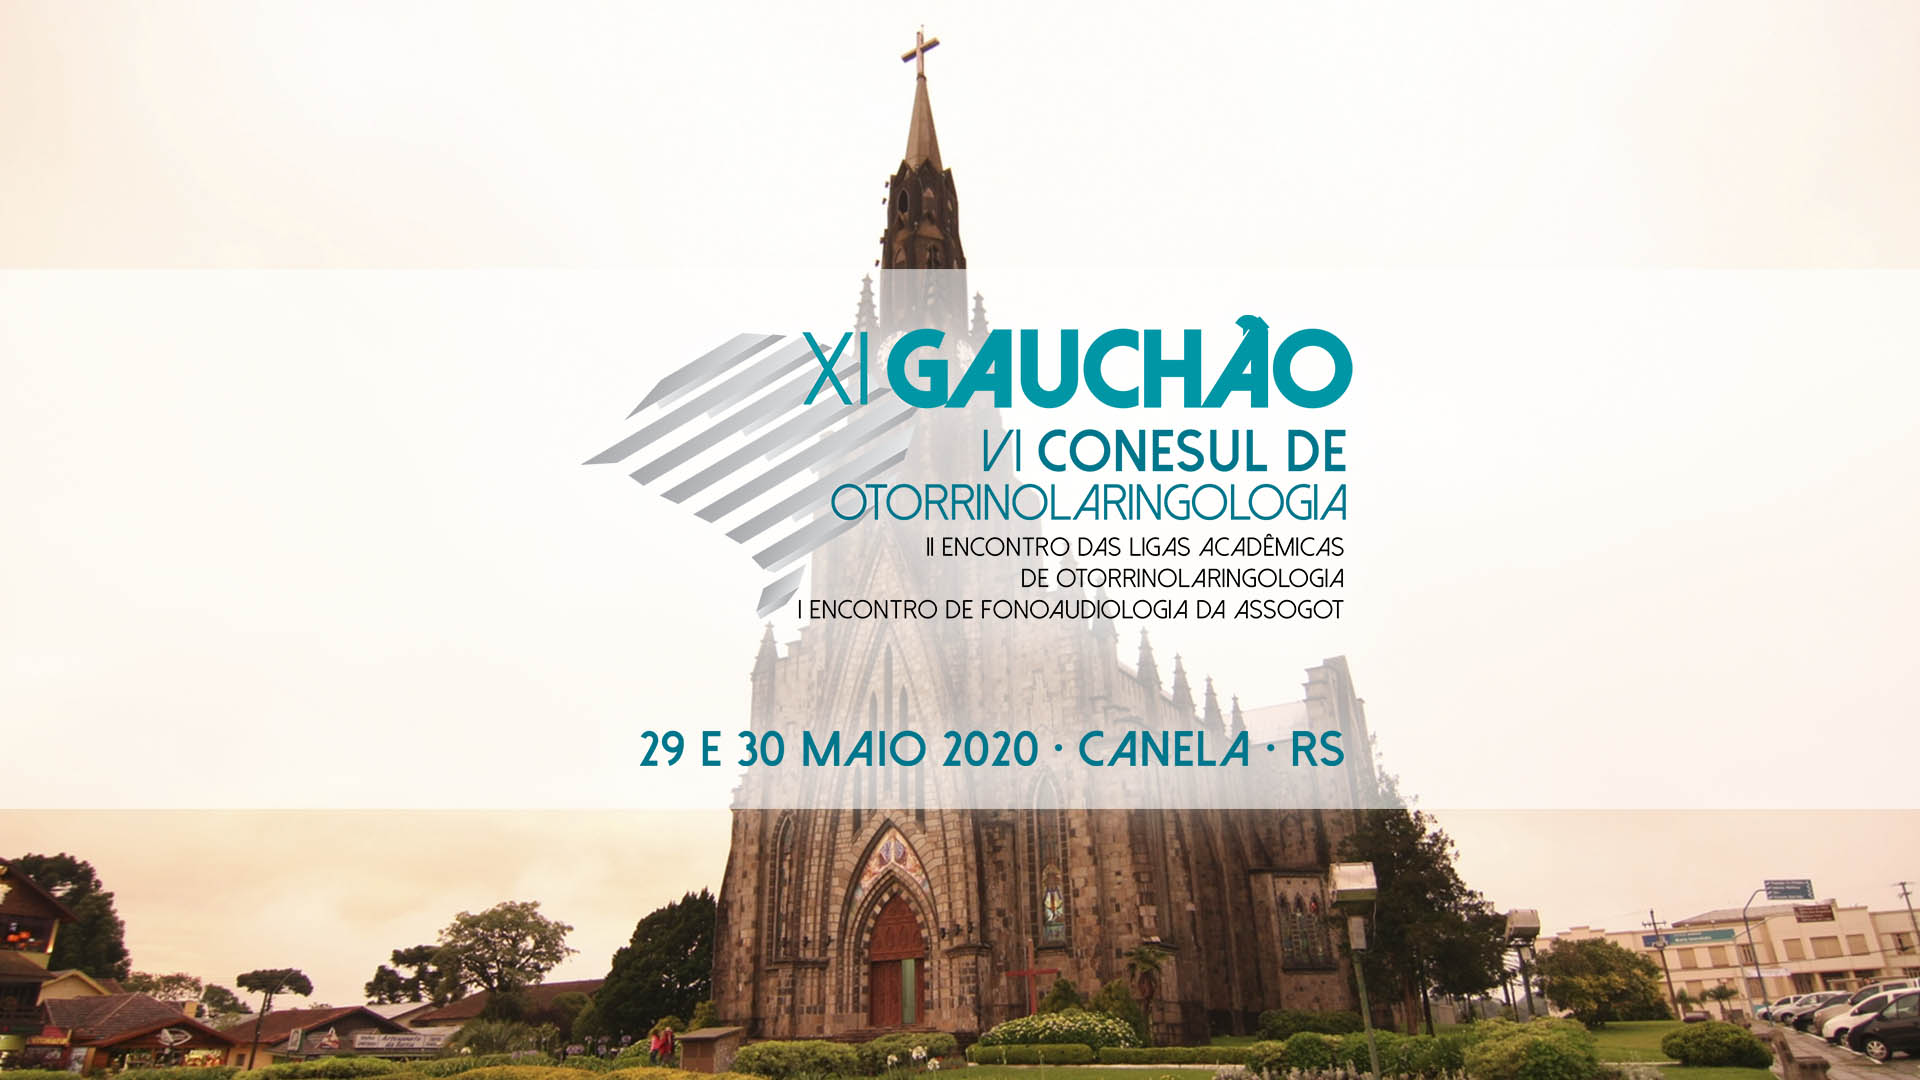 XI GAUCHÃO
VI CONESUL DE
OTORRINOLARINGOLOGIA
II ENCONTRO DAS LIGAS ACADÊMICAS
DE OTORRINOLARINGOLOGIA
I ENCONTRO DE FONOAUDIOLOGIA DA ASSOGOT
29 E 30 MAIO 2020 · CANELA · RS